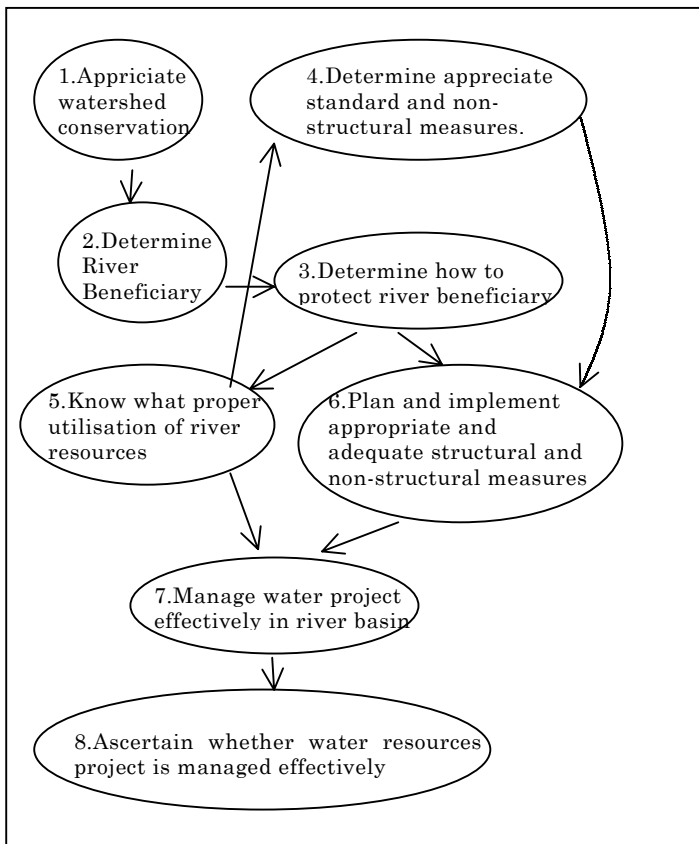 1.Appriciate
watershed
conservation
4.Determine appreciate
standard and non-
structural measures.
2.Determine
River
Beneficiary
3.Determine how to
protect river beneficiary
5.Know what proper
utilisation of river
resources
6.Plan and implement
appropriate and
adequate structural and
non-structural measures
7.Manage water project
effectively in river basin
8.Ascertain whether water resources
project is managed effectively